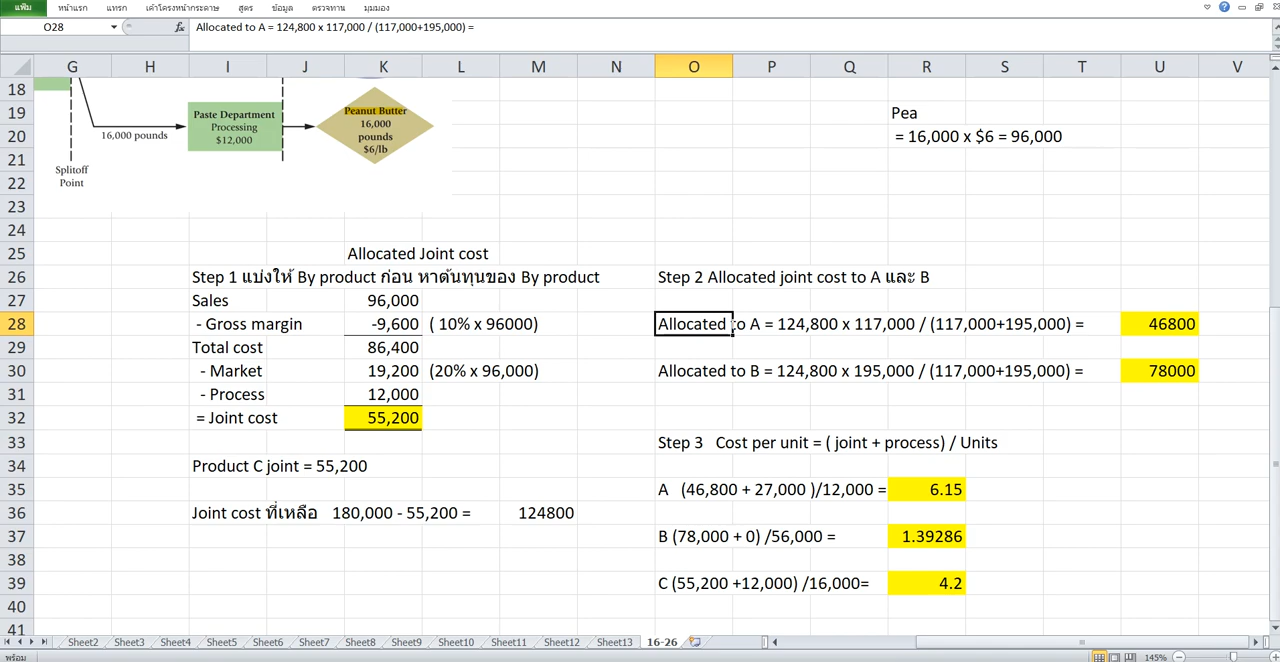 แฟ้ม หน้าแรก แทรก เค้าโครงหน้ากระดาษ สูตร ข้อมูล ตรวจทาน มุมมอง
O28 fx Allocated to A = 124,800 x 117,000 / (117,000+195,000) =
G H I J K L M N O P Q R S T U V
18
19 Paste Department Peanut Butter Pea
20 16,000 pounds Processing 16,000 = 16,000 x $6 = 96,000
$12,000 pounds
21 $6/lb
22 Splitoff
Point
23
24
25 Allocated Joint cost
26 Step 1 แบ่งให้ By product ก่อน หาต้นทุนของ By product Step 2 Allocated joint cost to A และ B
27 Sales 96,000
28 - Gross margin -9,600 ( 10% x 96000) Allocated to A = 124,800 x 117,000 / (117,000+195,000) = 46800
29 Total cost 86,400
30 - Market 19,200 (20% x 96,000) Allocated to B = 124,800 x 195,000 / (117,000+195,000) = 78000
31 - Process 12,000
32 = Joint cost 55,200
33 Step 3 Cost per unit = ( joint + process) / Units
34 Product C joint = 55,200
35 A (46,800 + 27,000 )/12,000 = 6.15
36 Joint cost ที่เหลือ 180,000 - 55,200 = 124800
37 B (78,000 + 0) /56,000 = 1.39286
38
39 C (55,200 +12,000) /16,000= 4.2
40
41
Sheet2 Sheet3 Sheet4 Sheet5 Sheet6 Sheet7 Sheet8 Sheet9 Sheet10 Sheet11 Sheet12 Sheet13 16-26
พร้อม 145%